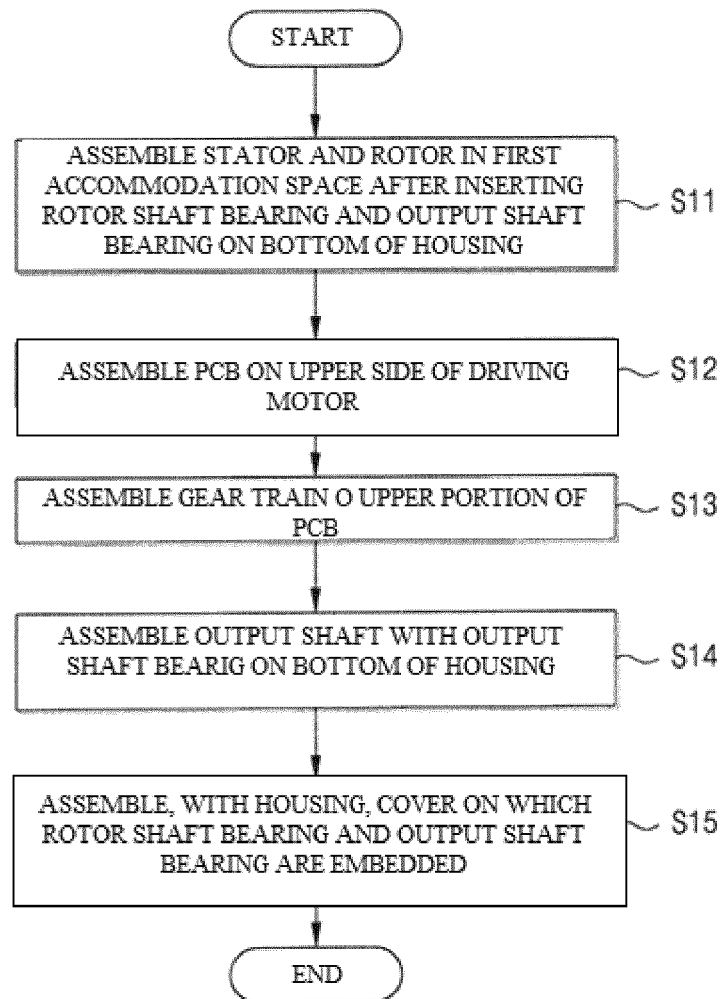 START
ASSEMBLE STATOR AND ROTOR IN FIRST
ACCOMMODATION SPACE AFTER INSERTING
ROTOR SHAFT BEARING AND OUTPUT SHAFT
BEARING ON BOTTOM OF HOUSING
S11
ASSEMBLE PCB ON UPPER SIDE OF DRIVING
MOTOR
S12
ASSEMBLE GEAR TRAIN O UPPER PORTION OF
PCB
S13
ASSEMBLE OUTPUT SHAFT WITH OUTPUT
SHAFT BEARIG ON BOTTOM OF HOUSING
S14
ASSEMBLE, WITH HOUSING, COVER ON WHICH
ROTOR SHAFT BEARING AND OUTPUT SHAFT
BEARING ARE EMBEDDED
S15
END